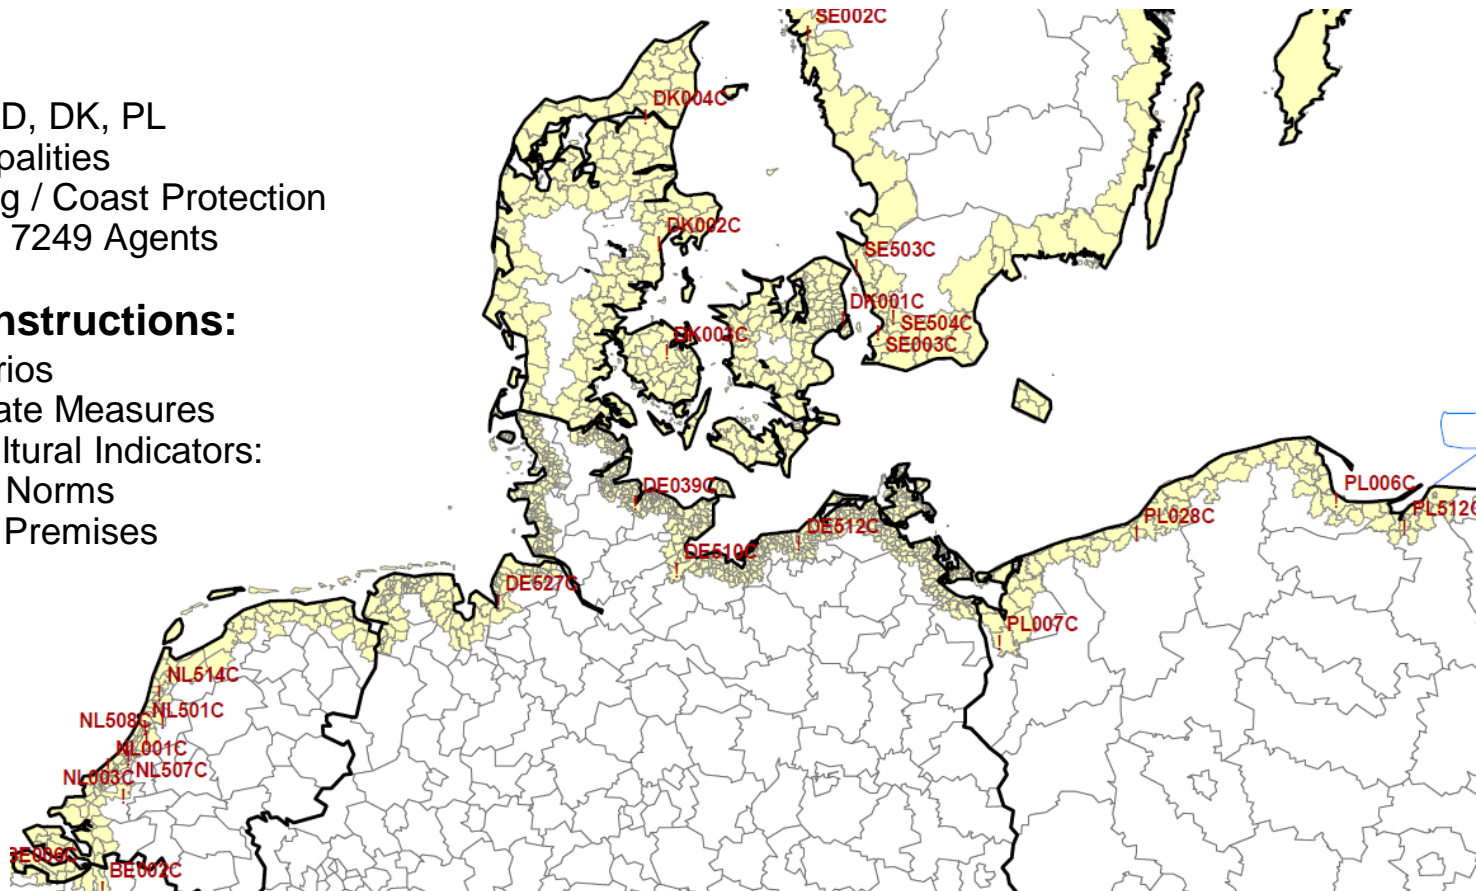 D, DK, PL
palities
g / Coast Protection
7249 Agents
nstructions:
rios
ate Measures
ltural Indicators:
Norms
Premises
SE002C
DK004C
DK002C
SE503C
DK001C
SE504C
DK003C
SE003C
DE039C
PL006C
PL512C
PL028C
DE512C
DE510C
DE527C
PL007C
NL514C
NL501C
NL508C
NL001C
NL507C
NL003C
BE006C
BE002C